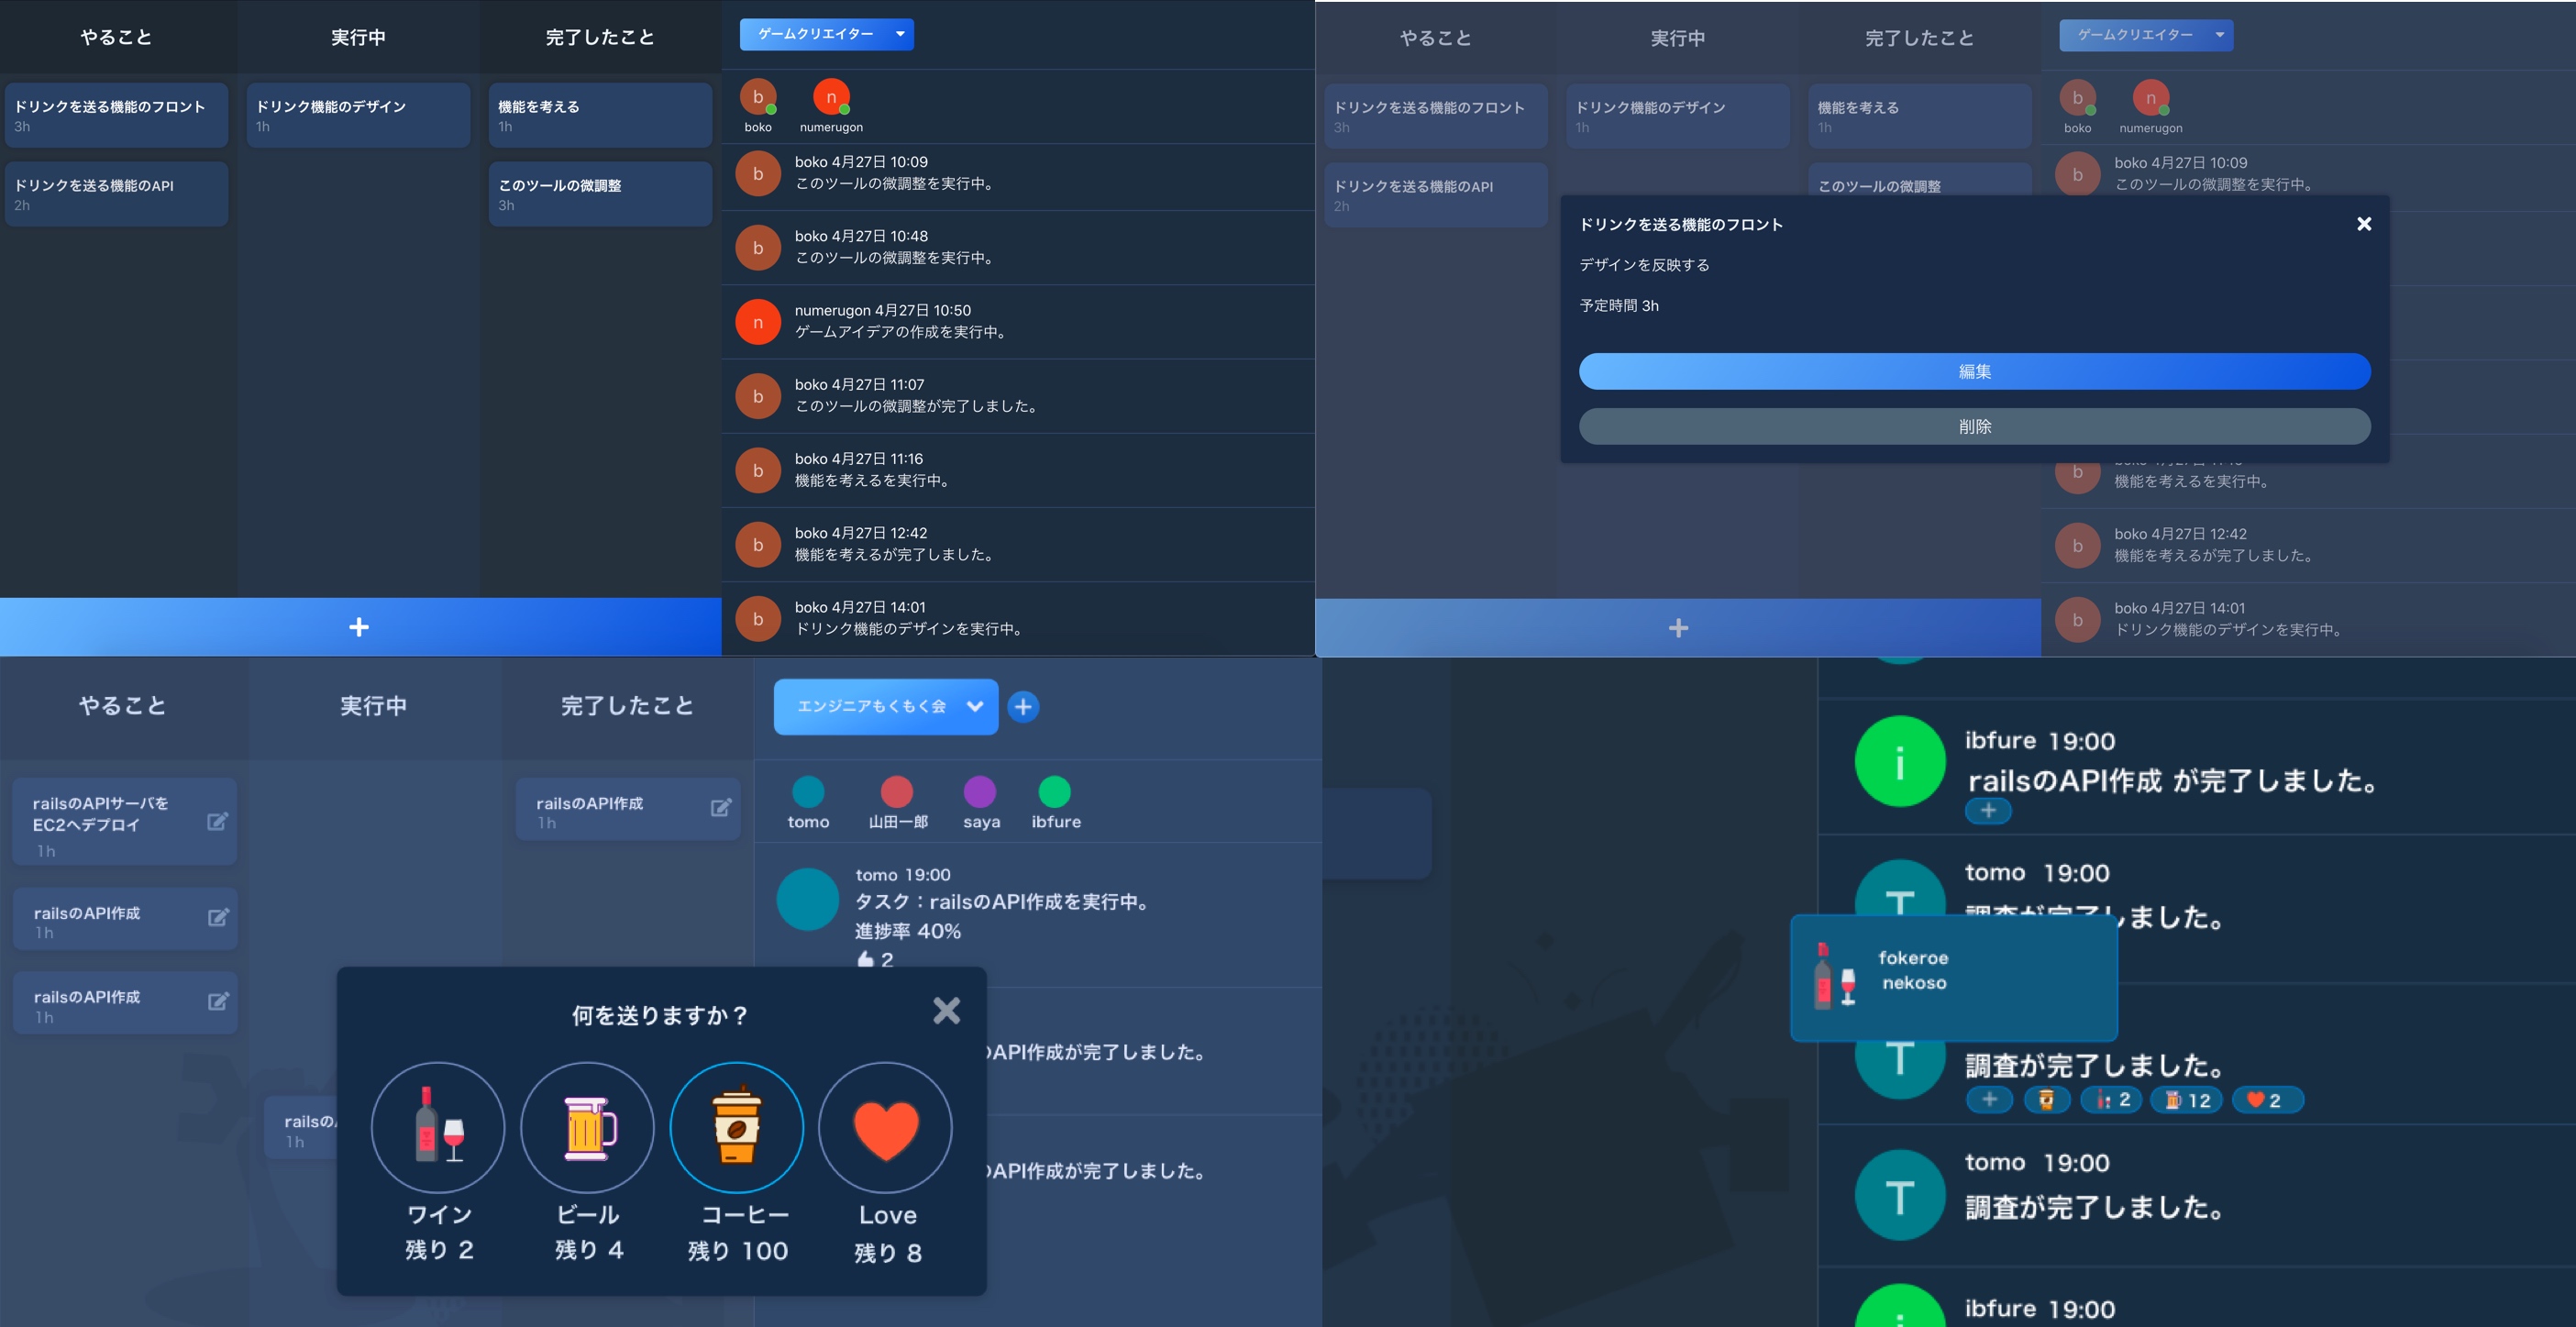 やること
実行中
完了したこと
ドリンクを送る機能のフロント
3h
ドリンクを送る機能のAPI
2h
ドリンク機能のデザイン
1h
機能を考える
1h
このツールの微調整
3h
+
ゲームクリエイター
b
n
boko
numerugon
b
boko 4月27日 10:09
このツールの微調整を実行中。
b
boko 4月27日 10:48
このツールの微調整を実行中。
n
numerugon 4月27日 10:50
ゲームアイデアの作成を実行中。
b
boko 4月27日 11:07
このツールの微調整が完了しました。
b
boko 4月27日 11:16
機能を考えるを実行中。
b
boko 4月27日 12:42
機能を考えるが完了しました。
b
boko 4月27日 14:01
ドリンク機能のデザインを実行中。
やること
実行中
完了したこと
ドリンクを送る機能のフロント
3h
ドリンクを送る機能のAPI
2h
ドリンク機能のデザイン
1h
機能を考える
1h
このツールの微調整
+
ゲームクリエイター
b
n
boko
numerugon
b
boko 4月27日 10:09
このツールの微調整を実行中。
ドリンクを送る機能のフロント
デザインを反映する
予定時間 3h
編集
削除
b
機能を考えるを実行中。
b
boko 4月27日 12:42
機能を考えるが完了しました。
b
boko 4月27日 14:01
ドリンク機能のデザインを実行中。
やること
実行中
完了したこと
railsのAPIサーバを
EC2へデプロイ
1h
railsのAPI作成
1h
railsのAPI作成
1h
railsの
1h
railsのAPI作成
1h
エンジニアもくもく会
+
tomo
山田一郎
saya
ibfure
tomo 19:00
タスク：railsのAPI作成を実行中。
進捗率 40%
2
API作成が完了しました。
API作成が完了しました。
何を送りますか？
ワイン
残り 2
ビール
残り 4
コーヒー
残り 100
Love
残り 8
i
ibfure 19:00
railsのAPI作成 が完了しました。
+
T
tomo 19:00
調査が完了しました。
fokeroe
nekoso
T
調査が完了しました。
+
2
12
2
T
tomo 19:00
調査が完了しました。
ibfure 19:00